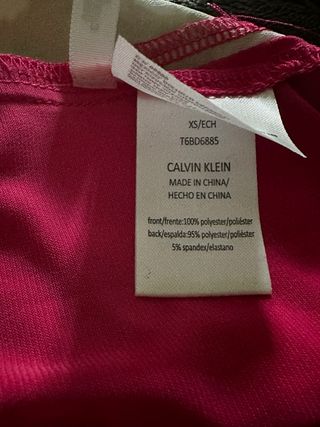 XS/ECH
T6BD6885
CALVIN KLEIN
MADE IN CHINA/
HECHO EN CHINA
front/frente:100% polyester/poliéster
back/espalda:95% polyester/poliéster
5% spandex/elastano